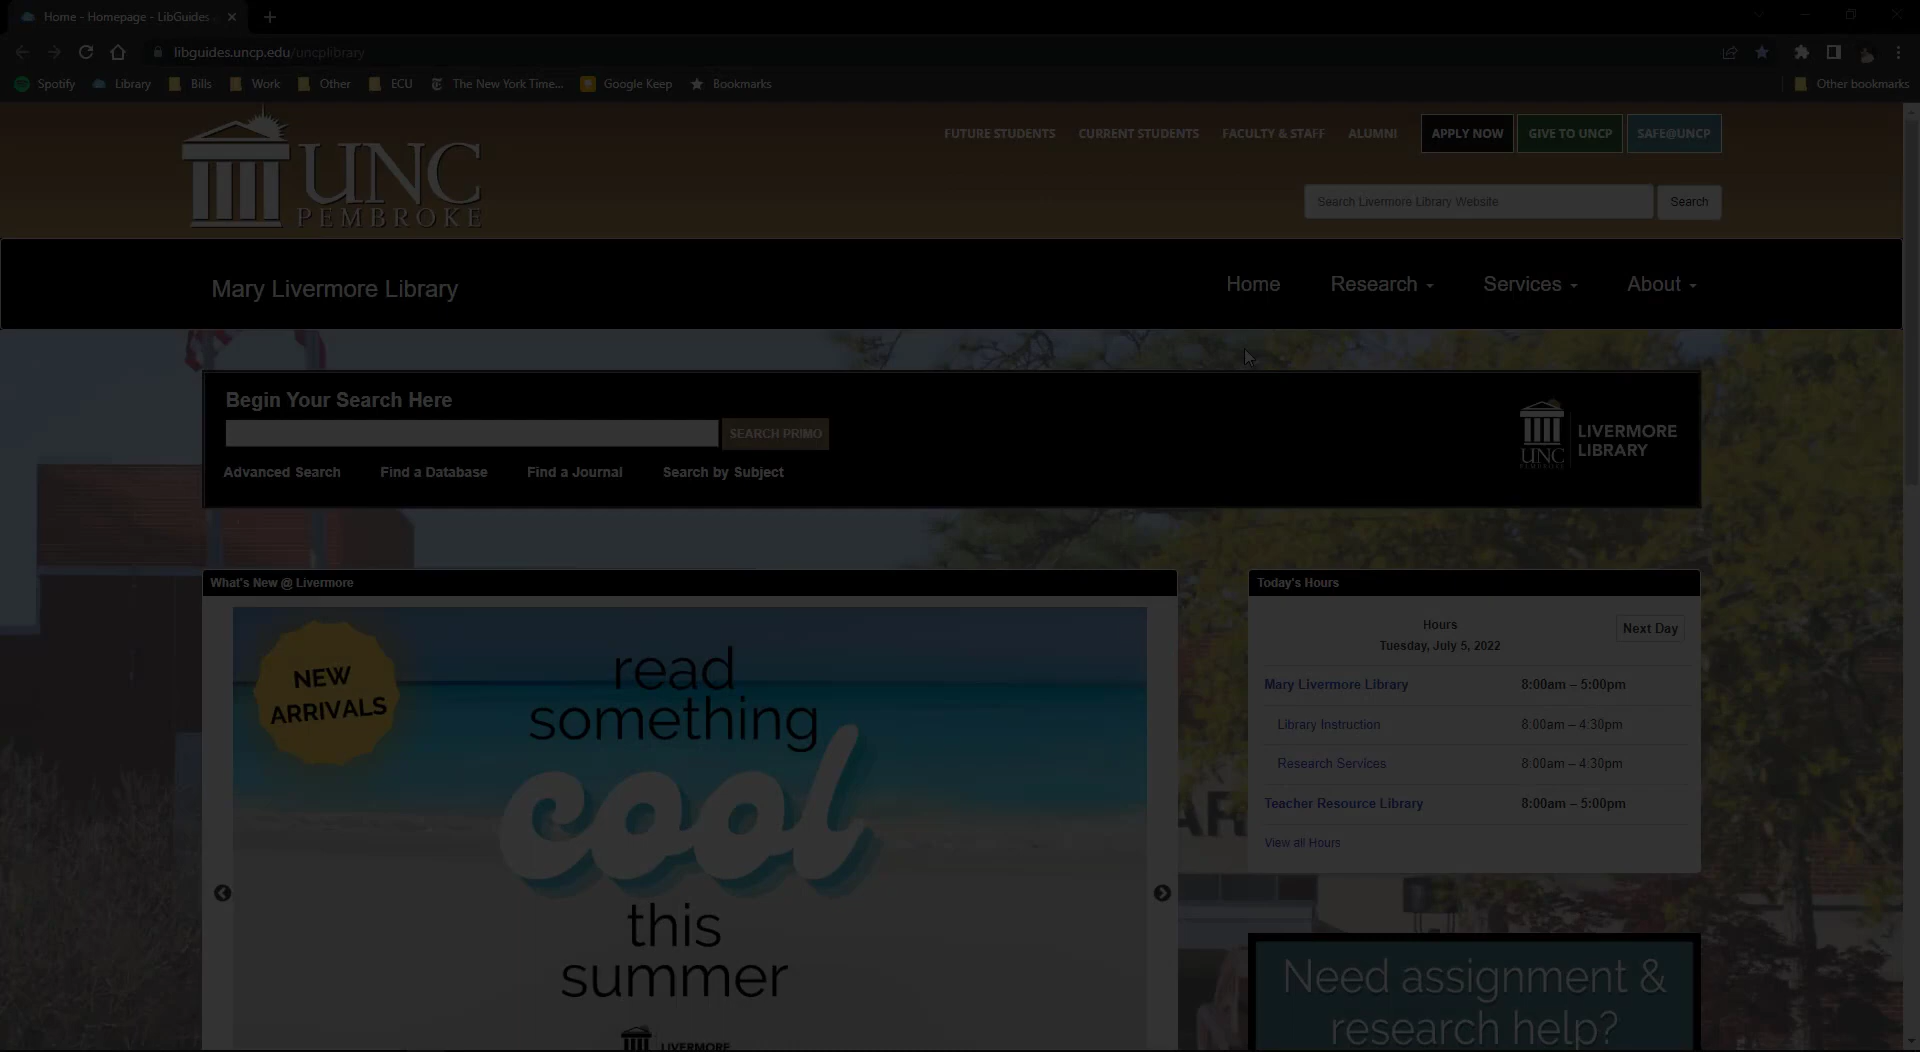 Home - Homepage - LibGuides
libguides.uncp.edu/uncplibrary
Spotify Library Bills Work Other ECU The New York Time... Google Keep Bookmarks Other bookmarks
UNC
PEMBROKE
FUTURE STUDENTS CURRENT STUDENTS FACULTY & STAFF ALUMNI APPLY NOW GIVE TO UNCP SAFE@UNCP
Search Livermore Library Website Search
Mary Livermore Library
Home Research Services About
Begin Your Search Here
SEARCH PRIMO
Advanced Search Find a Database Find a Journal Search by Subject
UNC
PEMBROKE
LIVERMORE
LIBRARY
What's New @ Livermore
NEW
ARRIVALS
read
something
cool
this
summer
LIVERMORE
Today's Hours
Hours
Tuesday, July 5, 2022
Next Day
Mary Livermore Library 8:00am – 5:00pm
Library Instruction 8:00am – 4:30pm
Research Services 8:00am – 4:30pm
Teacher Resource Library 8:00am – 5:00pm
View all Hours
Need assignment &
research help?